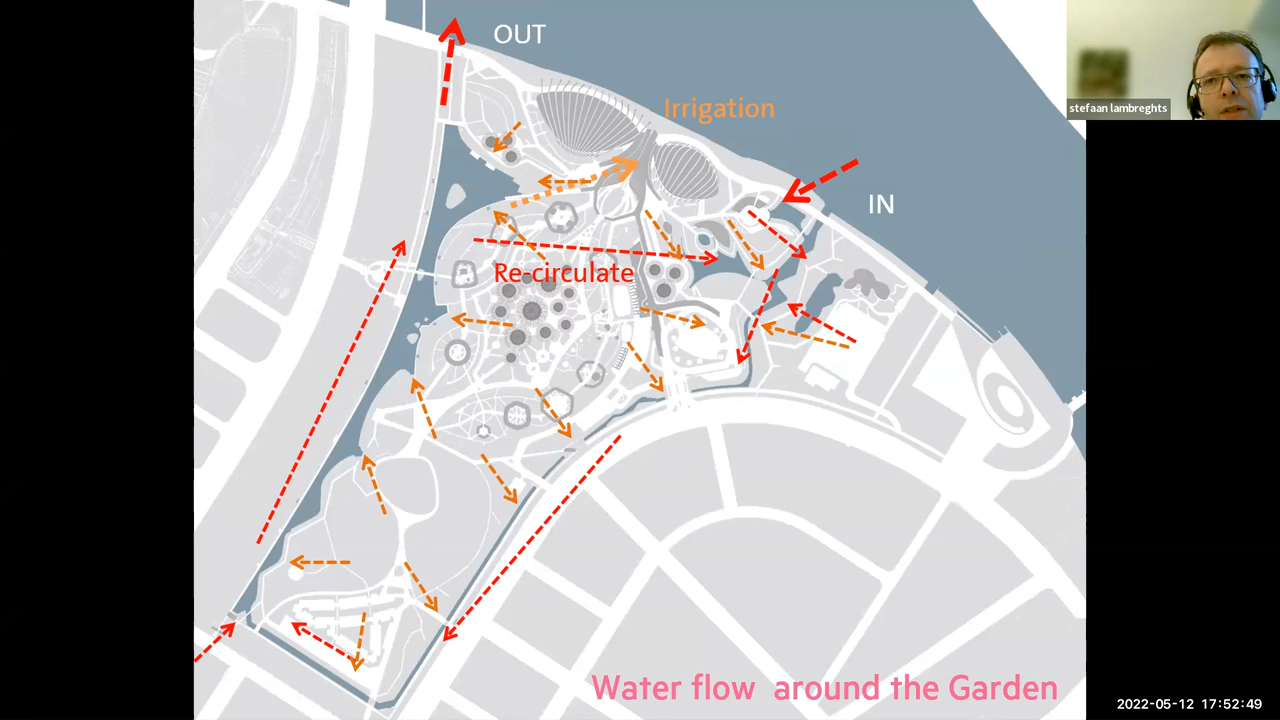 OUT
Irrigation
stefaan lambreghts
IN
Re-circulate
Water flow  around the Garden
2022-05-12 17:52:49